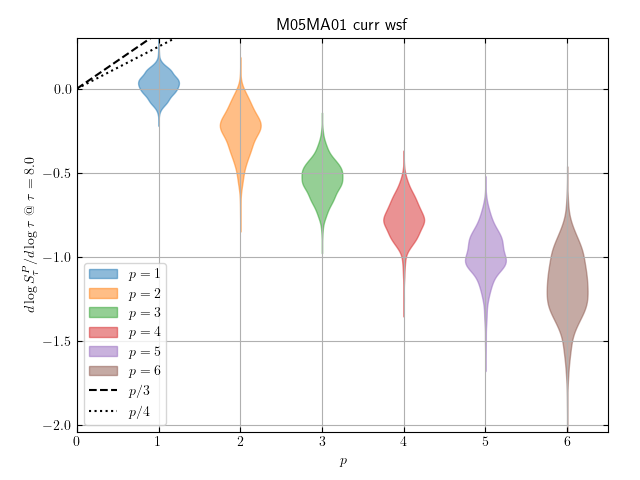 M05MA01 curr wsf
d log S_τ^P / d log τ @ τ = 8.0
0.0
−0.5
−1.0
−1.5
−2.0
p = 1
p = 2
p = 3
p = 4
p = 5
p = 6
p/3
p/4
0 1 2 3 4 5 6
p